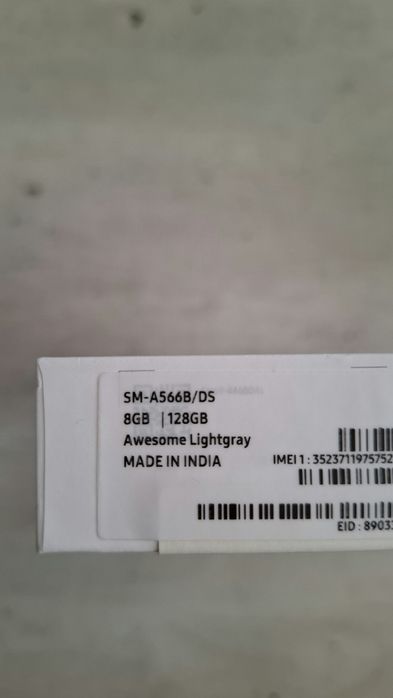 SM-A566B/DS
8GB | 128GB
Awesome Lightgray
MADE IN INDIA
IMEI 1 : 3523711975752
EID : 8903